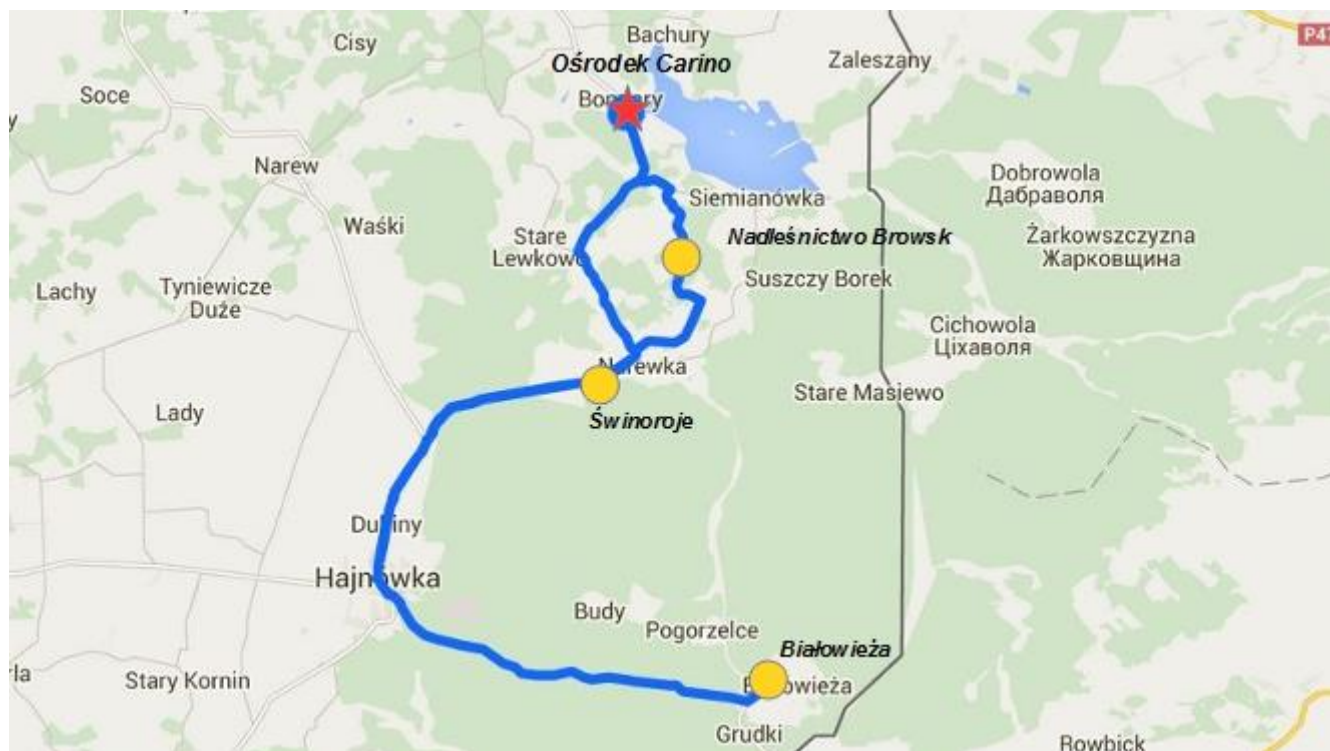 Bachury
Cisy
P47
Ośrodek Carino
Zaleszany
Soce
Narew
Dobrowola
Дабраволя
Siemianówka
Waśki
Stare
Lewkowo
Nadleśnictwo Browsk
Żarkowszczyzna
Жаркoвщина
Lachy
Tyniewicze
Duże
Suszczy Borek
Cichowola
Ціхаволя
Narewka
Stare Masiewo
Lady
Świnoroje
Dubiny
Hajnówka
Budy
Pogorzelce
Białowieża
Stary Kornin
Białowieża
Grudki
Rowbick